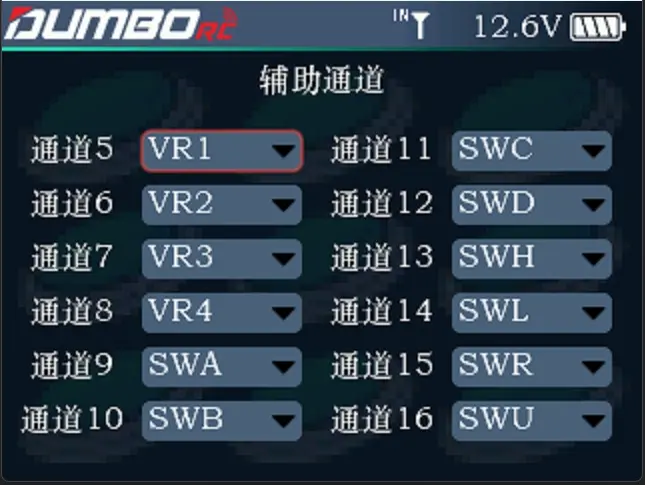 DUMBORC IN 12.6V
辅助通道
通道5 VR1 通道11 SWC
通道6 VR2 通道12 SWD
通道7 VR3 通道13 SWH
通道8 VR4 通道14 SWL
通道9 SWA 通道15 SWR
通道10 SWB 通道16 SWU